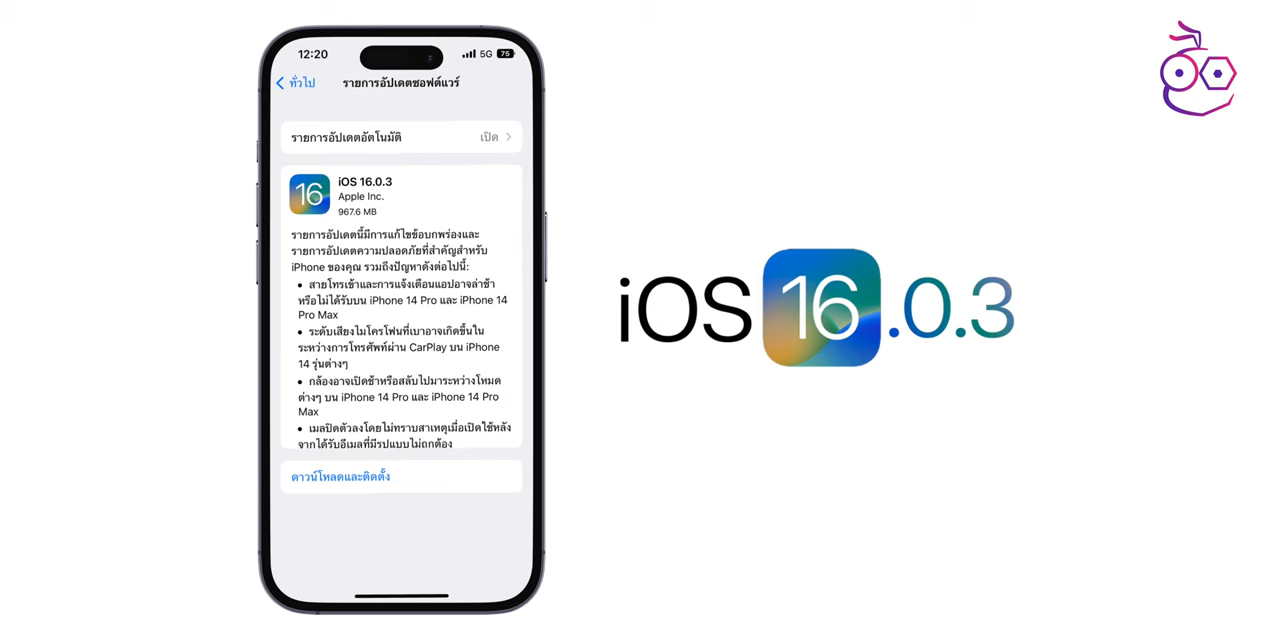 12:20
5G 75
ทั่วไป
รายการอัปเดตซอฟต์แวร์
รายการอัปเดตอัตโนมัติ
เปิด
16
iOS 16.0.3
Apple Inc.
967.6 MB
รายการอัปเดตนี้มีการแก้ไขข้อบกพร่องและ
รายการอัปเดตความปลอดภัยที่สำคัญสำหรับ
iPhone ของคุณ รวมถึงปัญหาดังต่อไปนี้:
• สายโทรเข้าและการแจ้งเตือนแอปอาจล่าช้า
หรือไม่ได้รับบน iPhone 14 Pro และ iPhone 14
Pro Max
• ระดับเสียงไมโครโฟนที่เบาอาจเกิดขึ้นใน
ระหว่างการโทรศัพท์ผ่าน CarPlay บน iPhone
14 รุ่นต่างๆ
• กล้องอาจเปิดช้าหรือสลับไปมาระหว่างโหมด
ต่างๆ บน iPhone 14 Pro และ iPhone 14 Pro
Max
• เมลปิดตัวลงโดยไม่ทราบสาเหตุเมื่อเปิดใช้หลัง
จากได้รับอีเมลที่มีรูปแบบไม่ถูกต้อง
ดาวน์โหลดและติดตั้ง
iOS 16.0.3